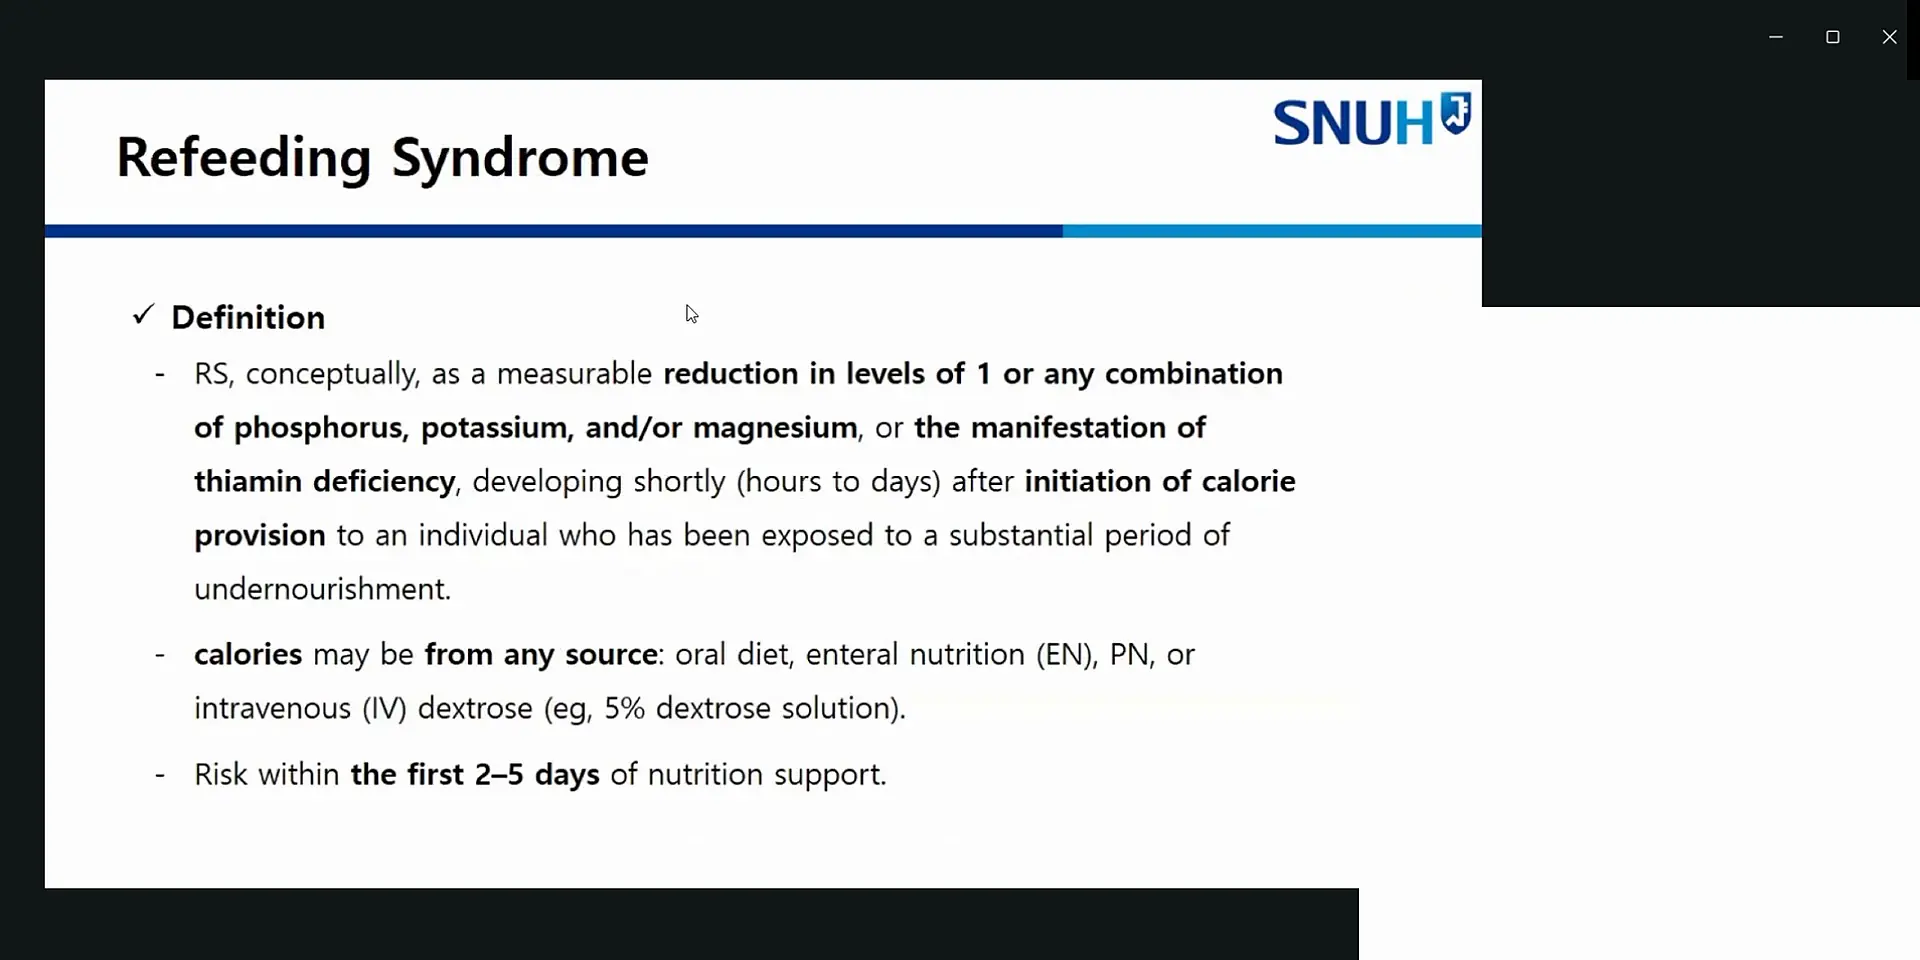 SNUH
Refeeding Syndrome
✓ Definition
- RS, conceptually, as a measurable reduction in levels of 1 or any combination
of phosphorus, potassium, and/or magnesium, or the manifestation of
thiamin deficiency, developing shortly (hours to days) after initiation of calorie
provision to an individual who has been exposed to a substantial period of
undernourishment.
- calories may be from any source: oral diet, enteral nutrition (EN), PN, or
intravenous (IV) dextrose (eg, 5% dextrose solution).
- Risk within the first 2–5 days of nutrition support.